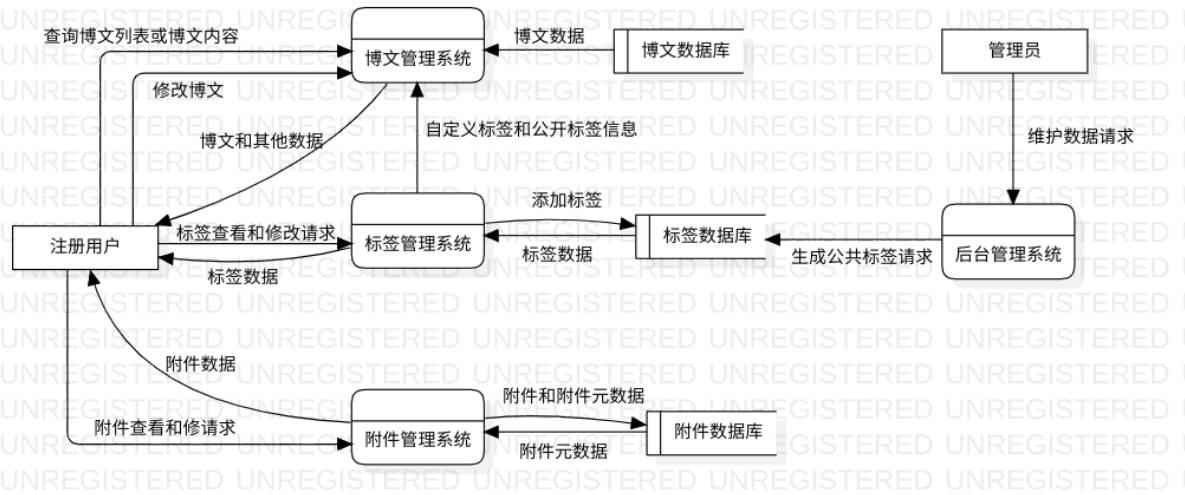 查询博文列表或博文内容
博文管理系统
博文数据
博文数据库
管理员
修改博文
博文和其他数据
自定义标签和公开标签信息
维护数据请求
注册用户
标签查看和修改请求
标签数据
标签管理系统
添加标签
标签数据
标签数据库
生成公共标签请求
后台管理系统
附件数据
附件查看和修请求
附件管理系统
附件和附件元数据
附件元数据
附件数据库
UNREGISTERED